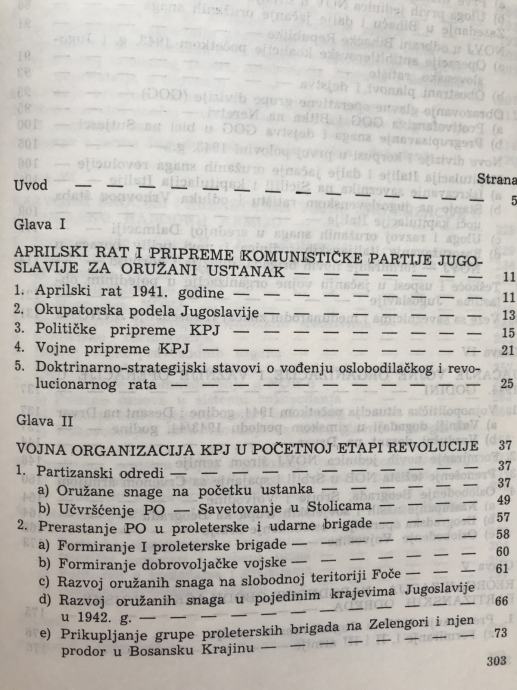 Strana
Uvod — — — — — — — — — — — — 5
Glava I
APRILSKI RAT I PRIPREME KOMUNISTIČKE PARTIJE JUGO-
SLAVIJE ZA ORUŽANI USTANAK — — — — — — 11
1. Aprilski rat 1941. godine — — — — — — — — 11
2. Okupatorska podela Jugoslavije — — — — — — — 13
3. Političke pripreme KPJ — — — — — — — — — 15
4. Vojne pripreme KPJ — — — — — — — — — 21
5. Doktrinarno-strategijski stavovi o vođenju oslobodilačkog i revo-
lucionarnog rata — — — — — — — — — — 25
Glava II
VOJNA ORGANIZACIJA KPJ U POČETNOJ ETAPI REVOLUCIJE 37
1. Partizanski odredi — — — — — — — — — — 37
a) Oružane snage na početku ustanka — — — — — — 37
b) Učvršćenje PO — Savetovanje u Stolicama — — — — 49
2. Prerastanje PO u proleterske i udarne brigade — — — — 57
a) Formiranje I proleterske brigade — — — — — — — 58
b) Formiranje dobrovoljačke vojske — — — — — — — 60
c) Razvoj oružanih snaga na slobodnoj teritoriji Foče — — — 61
d) Razvoj oružanih snaga u pojedinim krajevima Jugoslavije
u 1942. g. — — — — — — — — — — — — 66
e) Prikupljanje grupe proleterskih brigada na Zelengori i njen
prodor u Bosansku Krajinu — — — — — — — — 73
303